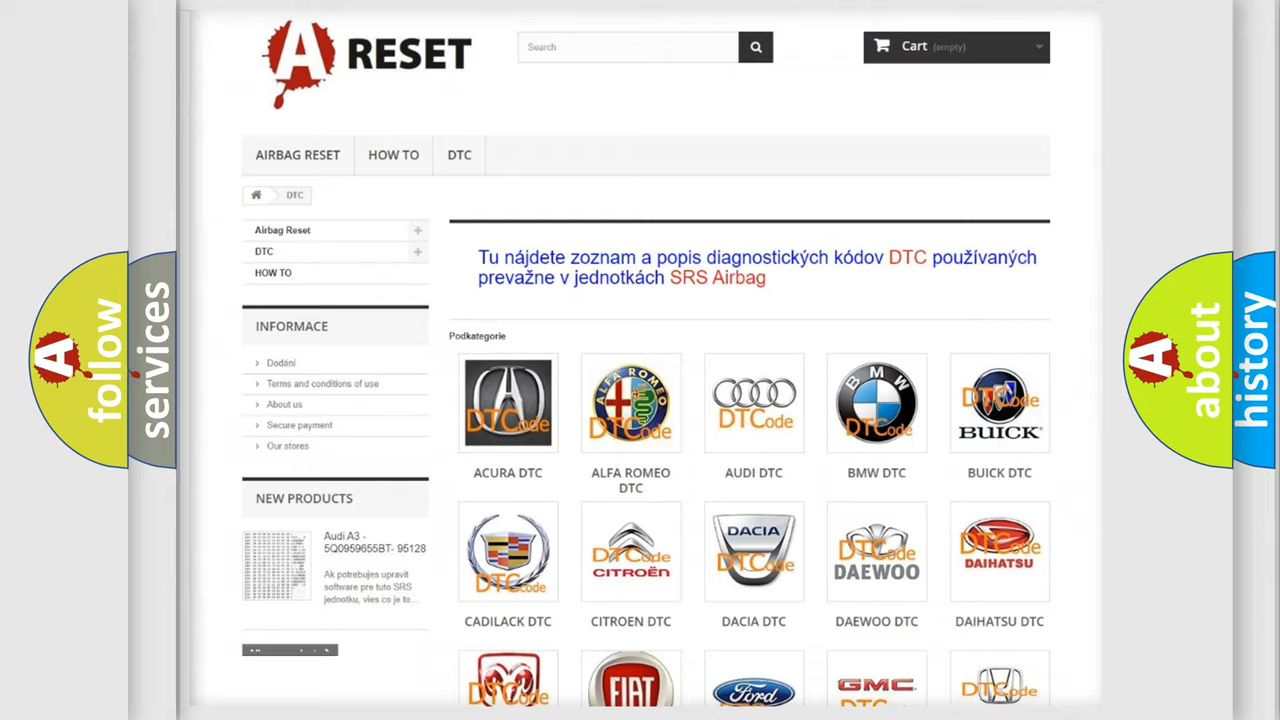 A RESET
Search
Cart (empty)
AIRBAG RESET
HOW TO
DTC
DTC
Airbag Reset
DTC
HOW TO
Tu nájdete zoznam a popis diagnostických kódov DTC používaných
prevažne v jednotkách SRS Airbag
INFORMACE
Dodání
Terms and conditions of use
About us
Secure payment
Our stores
NEW PRODUCTS
Audi A3 -
5Q0959655BT- 95128
Ak potrebujes upravit
software pre tuto SRS
jednotku, vies co je to...
Podkategorie
DTCode
ALFA ROMEO
DTCode
DTCode
BMW
DTCode
DTCode
BUICK
ACURA DTC
ALFA ROMEO
DTC
AUDI DTC
BMW DTC
BUICK DTC
DTCode
DTCode
CITROËN
DACIA
DTCode
DTCode
DAEWOO
DTCode
DAIHATSU
CADILACK DTC
CITROEN DTC
DACIA DTC
DAEWOO DTC
DAIHATSU DTC
DTCode
FIAT
Ford
GMC
DTCode
A follow
services
A about
history